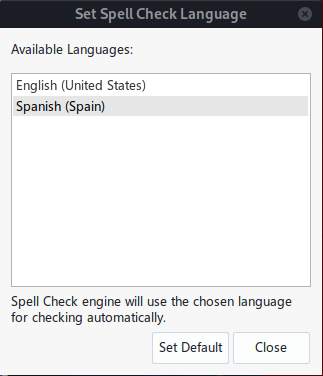 Set Spell Check Language
Available Languages:
English (United States)
Spanish (Spain)
Spell Check engine will use the chosen language
for checking automatically.
Set Default
Close